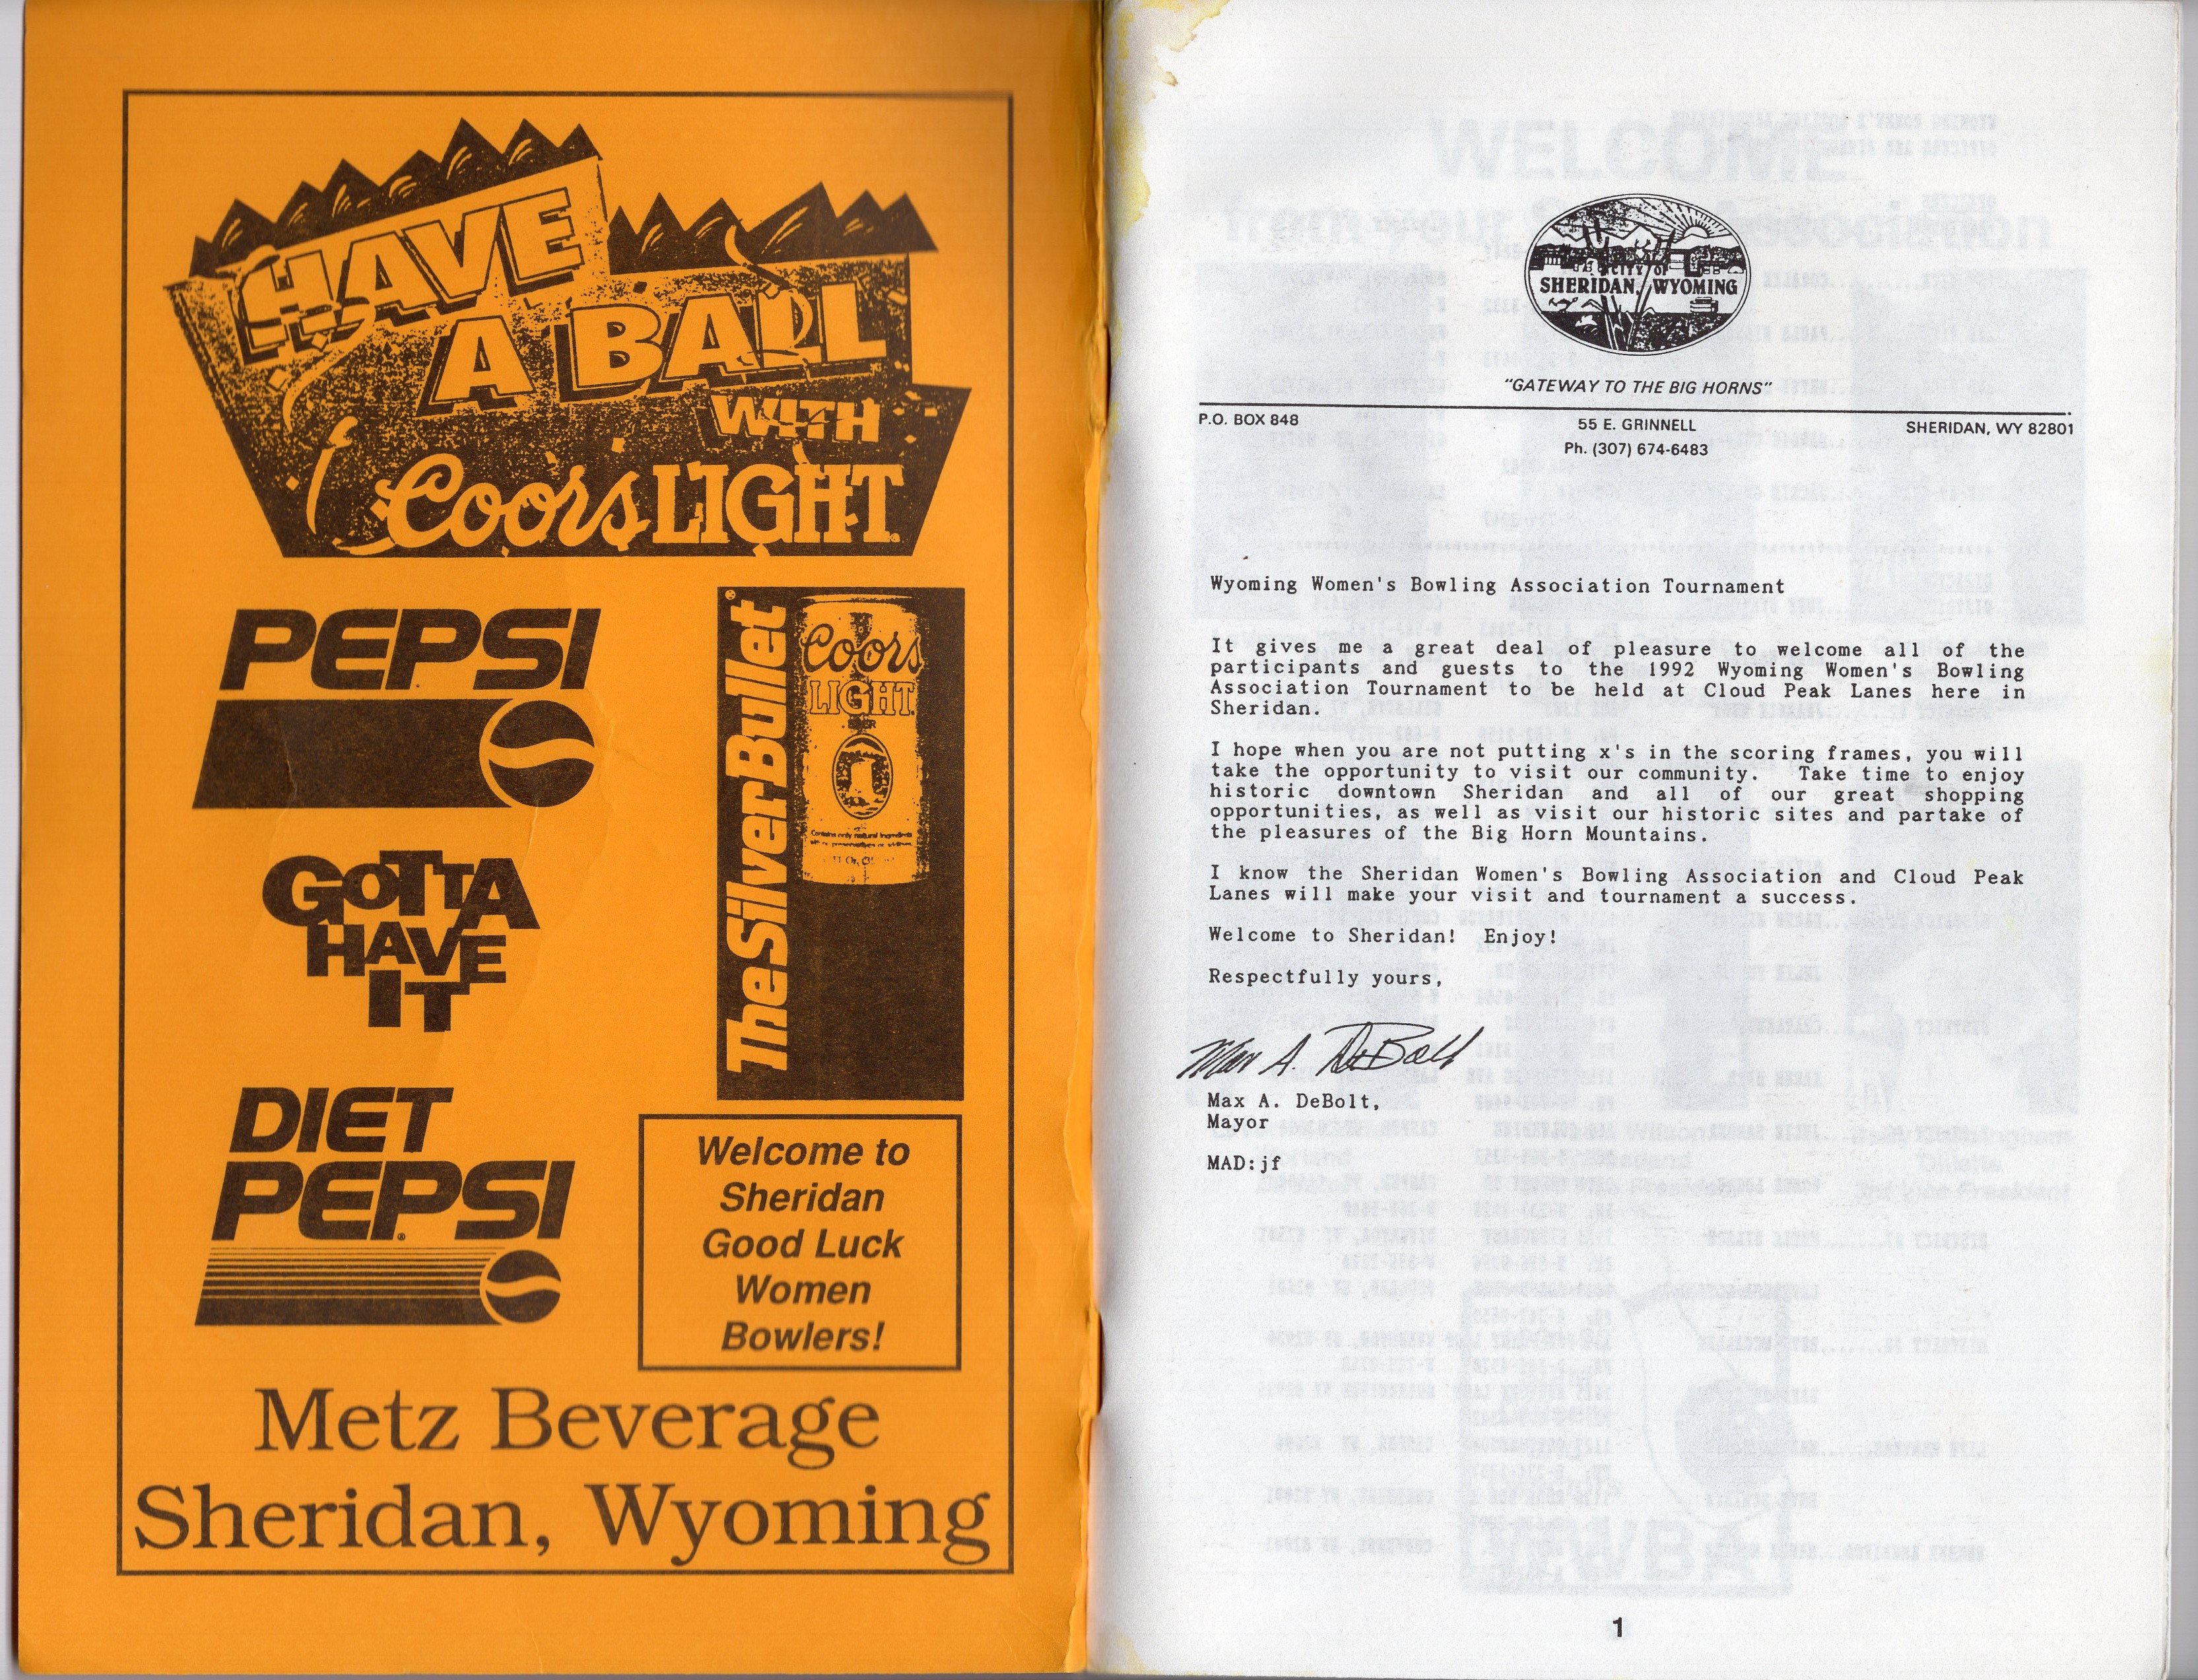 HAVE
A BALL
WITH
Coors LIGHT
PEPSI
GOTTA
HAVE
IT
DIET
PEPSI
The Silver Bullet
Coors
LIGHT
BEER
Welcome to
Sheridan
Good Luck
Women
Bowlers!
Metz Beverage
Sheridan, Wyoming
CITY OF
SHERIDAN, WYOMING
"GATEWAY TO THE BIG HORNS"
P.O. BOX 848
55 E. GRINNELL
SHERIDAN, WY 82801
Ph. (307) 674-6483
Wyoming Women's Bowling Association Tournament
It gives me a great deal of pleasure to welcome all of the
participants and guests to the 1992 Wyoming Women's Bowling
Association Tournament to be held at Cloud Peak Lanes here in
Sheridan.
I hope when you are not putting x's in the scoring frames, you will
take the opportunity to visit our community. Take time to enjoy
historic downtown Sheridan and all of our great shopping
opportunities, as well as visit our historic sites and partake of
the pleasures of the Big Horn Mountains.
I know the Sheridan Women's Bowling Association and Cloud Peak
Lanes will make your visit and tournament a success.
Welcome to Sheridan! Enjoy!
Respectfully yours,
Max A. DeBolt
Max A. DeBolt,
Mayor
MAD:jf
1